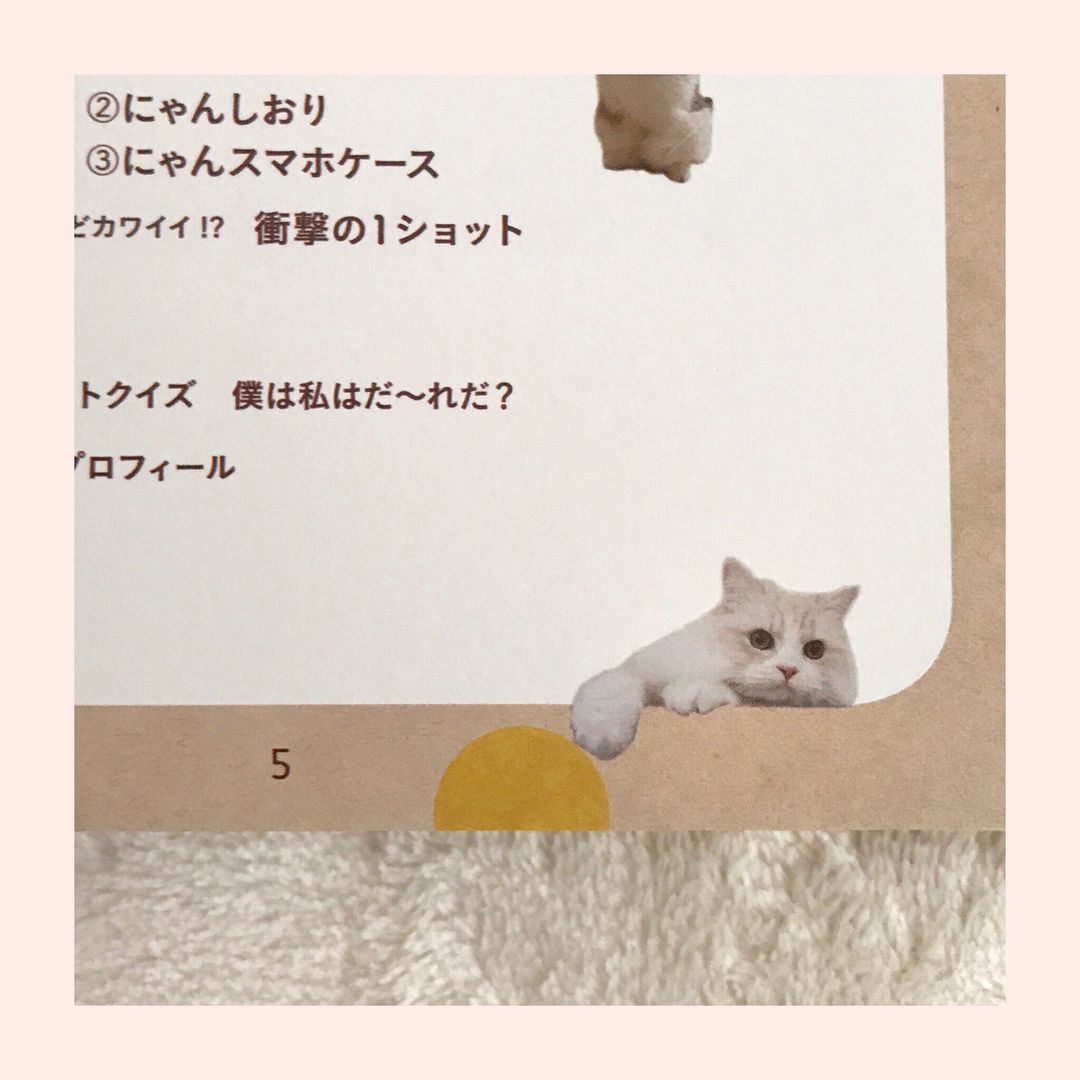 ②にゃんしおり
③にゃんスマホケース
どカワイイ!? 衝撃の1ショット
トクイズ 僕は私はだ〜れだ?
プロフィール
5